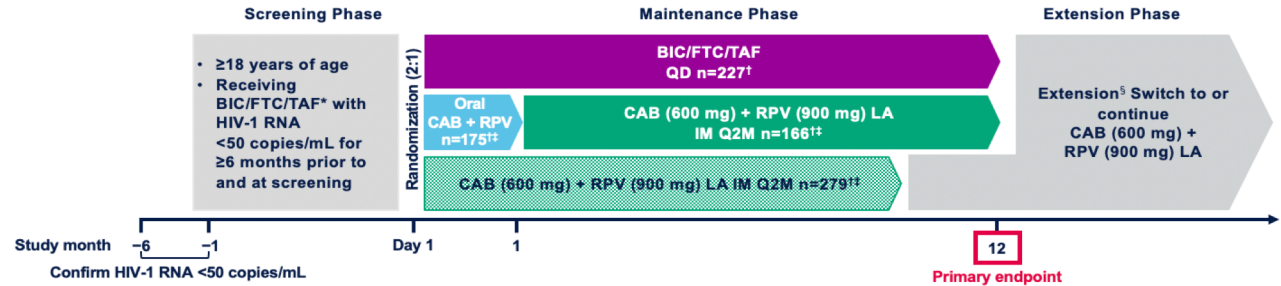 Screening Phase
Maintenance Phase
Extension Phase
• ≥18 years of age
• Receiving
BIC/FTC/TAF* with
HIV-1 RNA
<50 copies/mL for
≥6 months prior to
and at screening
Randomization (2:1)
BIC/FTC/TAF
QD n=227†
Oral
CAB + RPV
n=175†‡
CAB (600 mg) + RPV (900 mg) LA
IM Q2M n=166†‡
CAB (600 mg) + RPV (900 mg) LA IM Q2M n=279†‡
Extension§ Switch to or
continue
CAB (600 mg) +
RPV (900 mg) LA
Study month
−6
−1
Day 1
1
12
Confirm HIV-1 RNA <50 copies/mL
Primary endpoint